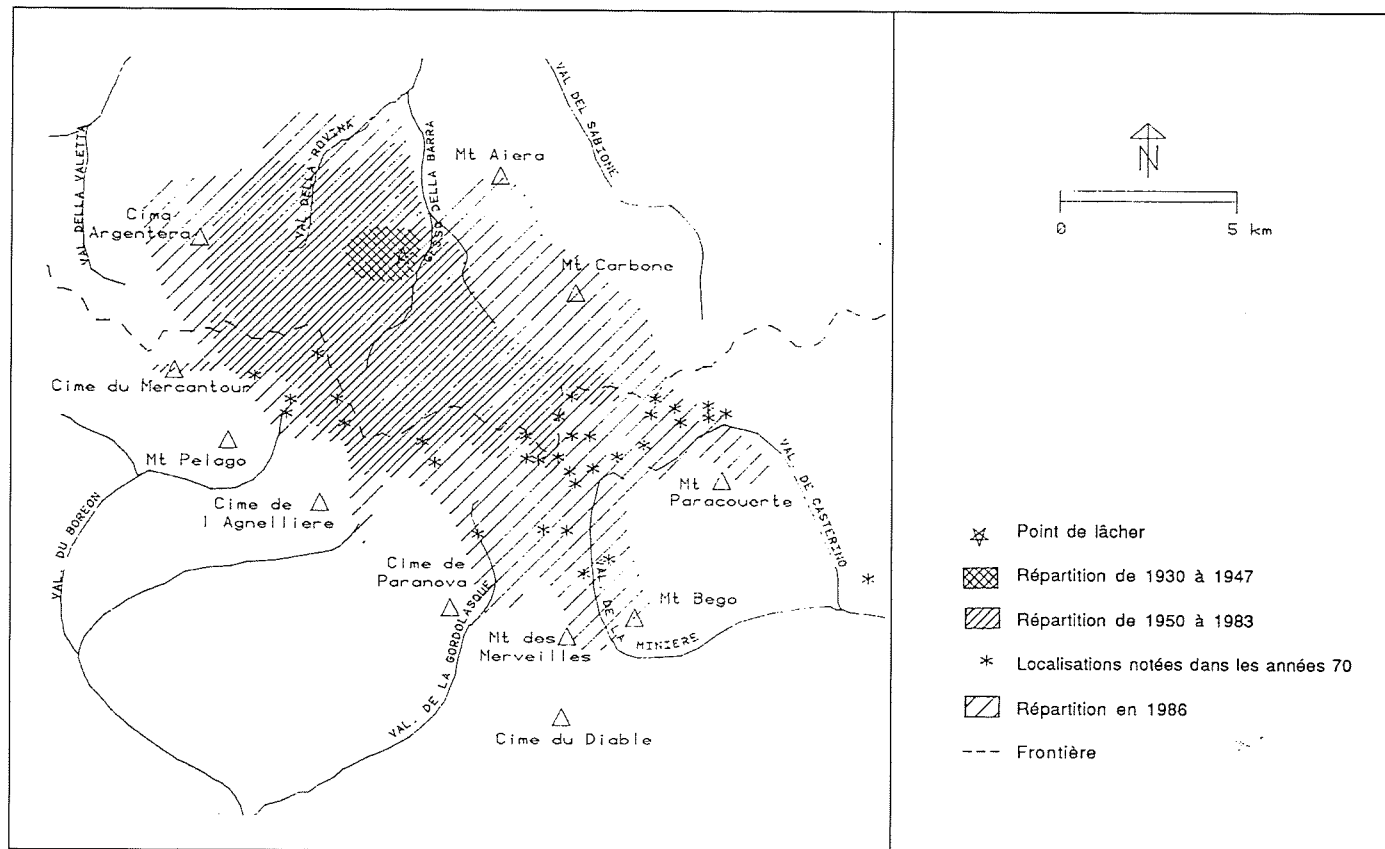 VAL DELLA VALETTA
VAL DELLA ROVINA
GESSO DELLA BARRA
VAL DEL SABIONE
Mt Aiera
Cima
Argentera
Mt Carbone
Cime du Mercantour
Mt Pelago
Cime de
l Agnelliere
VAL. DU BOREON
Cime de
Paranova
VAL. DE LA GORDOLASQUE
Mt des
Merveilles
Cime du Diable
Mt Bego
VAL. DE LA MINIERE
Mt
Paracouerte
VAL. DE CASTERINO
N
0 5 km
Point de lâcher
Répartition de 1930 à 1947
Répartition de 1950 à 1983
Localisations notées dans les années 70
Répartition en 1986
Frontière